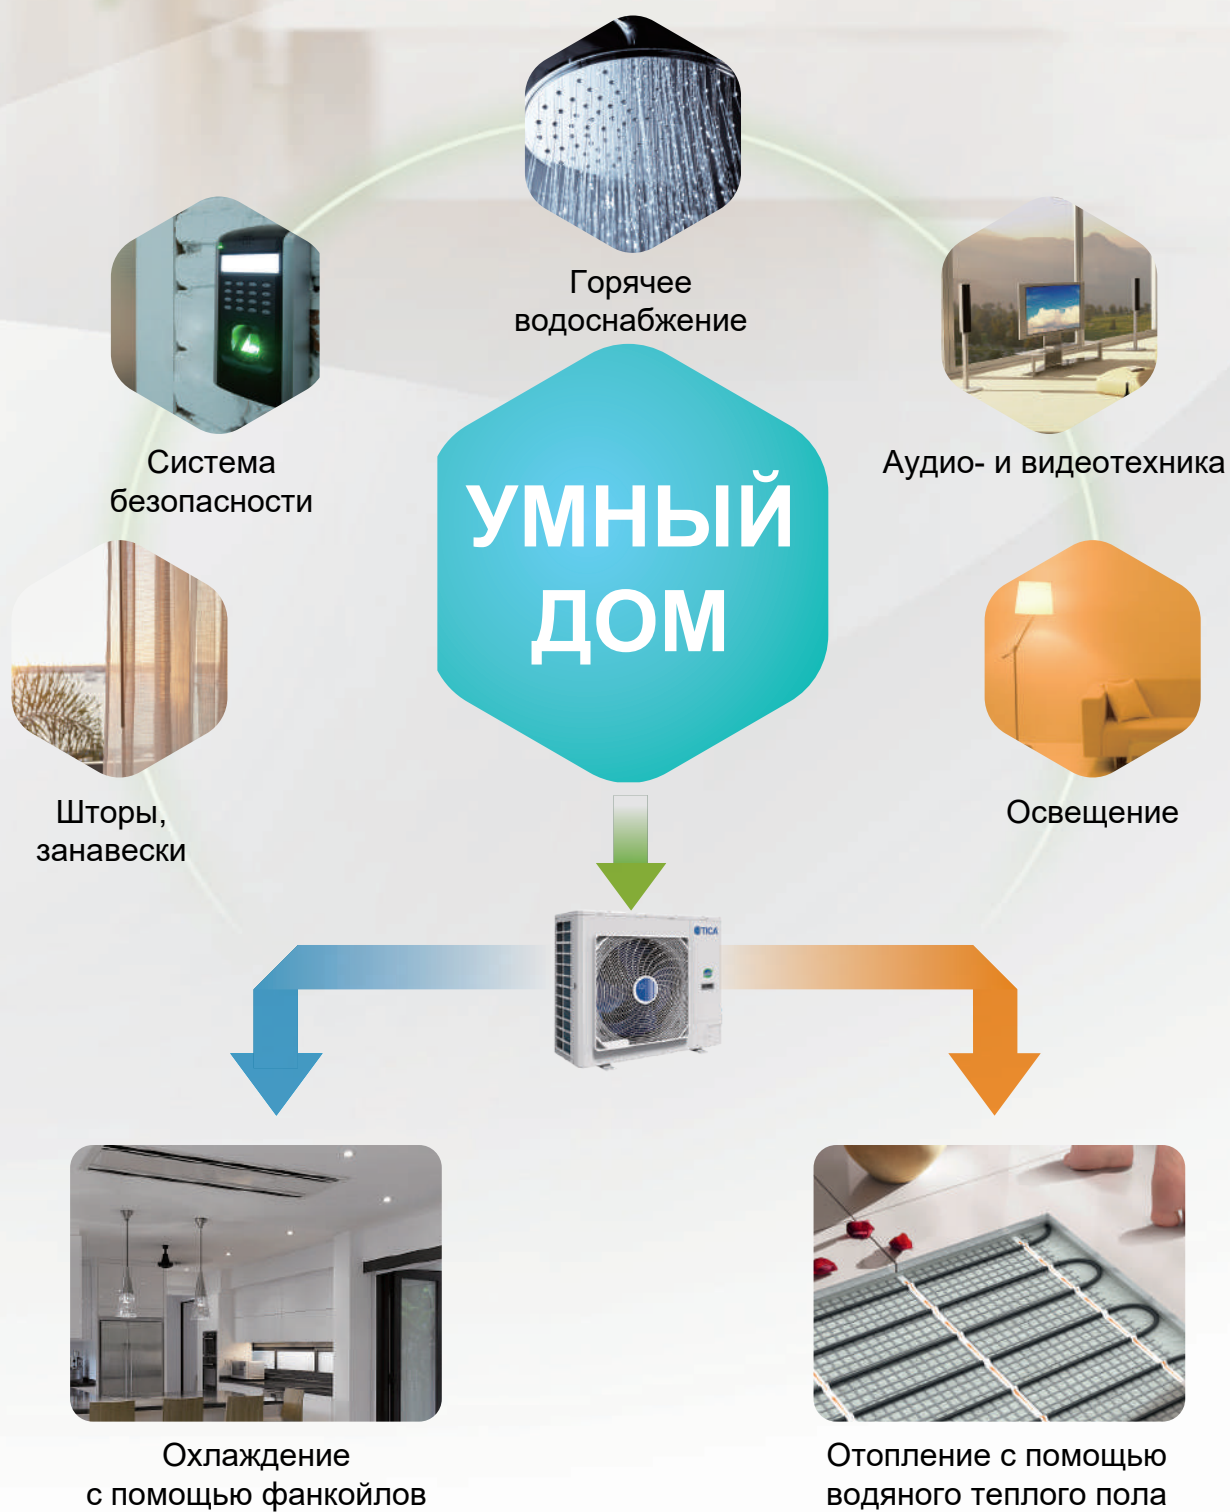 Горячее
водоснабжение
Система
безопасности
Аудио- и видеотехника
УМНЫЙ
ДОМ
Шторы,
занавески
Освещение
TICA
Охлаждение
с помощью фанкойлов
Отопление с помощью
водяного теплого пола